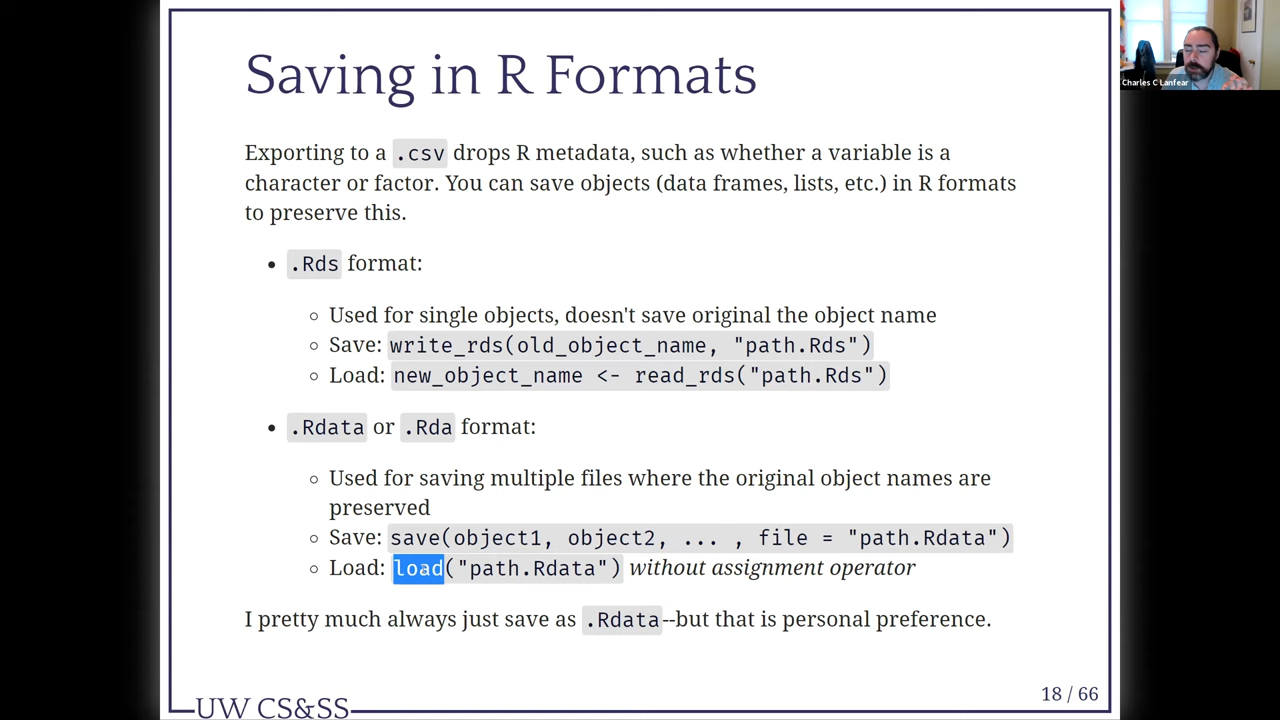 Saving in R Formats
Charles C Lanfear
Exporting to a .csv drops R metadata, such as whether a variable is a
character or factor. You can save objects (data frames, lists, etc.) in R formats
to preserve this.
• .Rds format:
◦ Used for single objects, doesn't save original the object name
◦ Save: write_rds(old_object_name, "path.Rds")
◦ Load: new_object_name <- read_rds("path.Rds")
• .Rdata or .Rda format:
◦ Used for saving multiple files where the original object names are
preserved
◦ Save: save(object1, object2, ... , file = "path.Rdata")
◦ Load: load("path.Rdata") without assignment operator
I pretty much always just save as .Rdata--but that is personal preference.
18 / 66
UW CS&SS